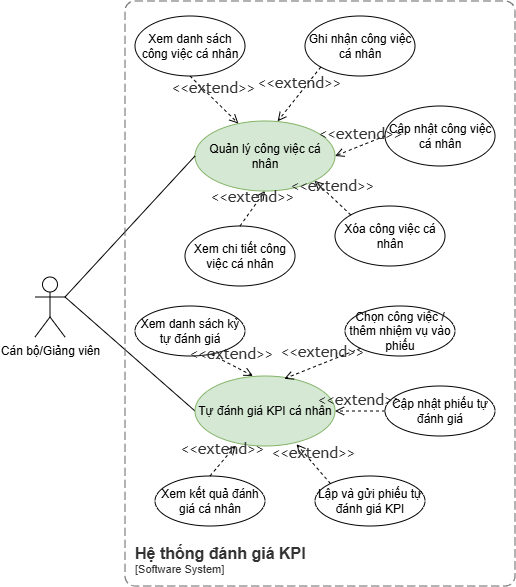 Xem danh sách
công việc cá nhân
Ghi nhận công việc
cá nhân
<<extend>>
<<extend>>
Cập nhật công việc
cá nhân
<<extend>>
Quản lý công việc cá
nhân
<<extend>>
<<extend>>
Xóa công việc cá
nhân
Xem chi tiết công
việc cá nhân
Cán bộ/Giảng viên
Xem danh sách kỳ
tự đánh giá
Chọn công việc /
thêm nhiệm vụ vào
phiếu
<<extend>>
<<extend>>
Cập nhật phiếu tự
đánh giá
<<extend>>
Tự đánh giá KPI cá nhân
<<extend>>
<<extend>>
Xem kết quả đánh
giá cá nhân
Lập và gửi phiếu tự
đánh giá KPI
Hệ thống đánh giá KPI
[Software System]